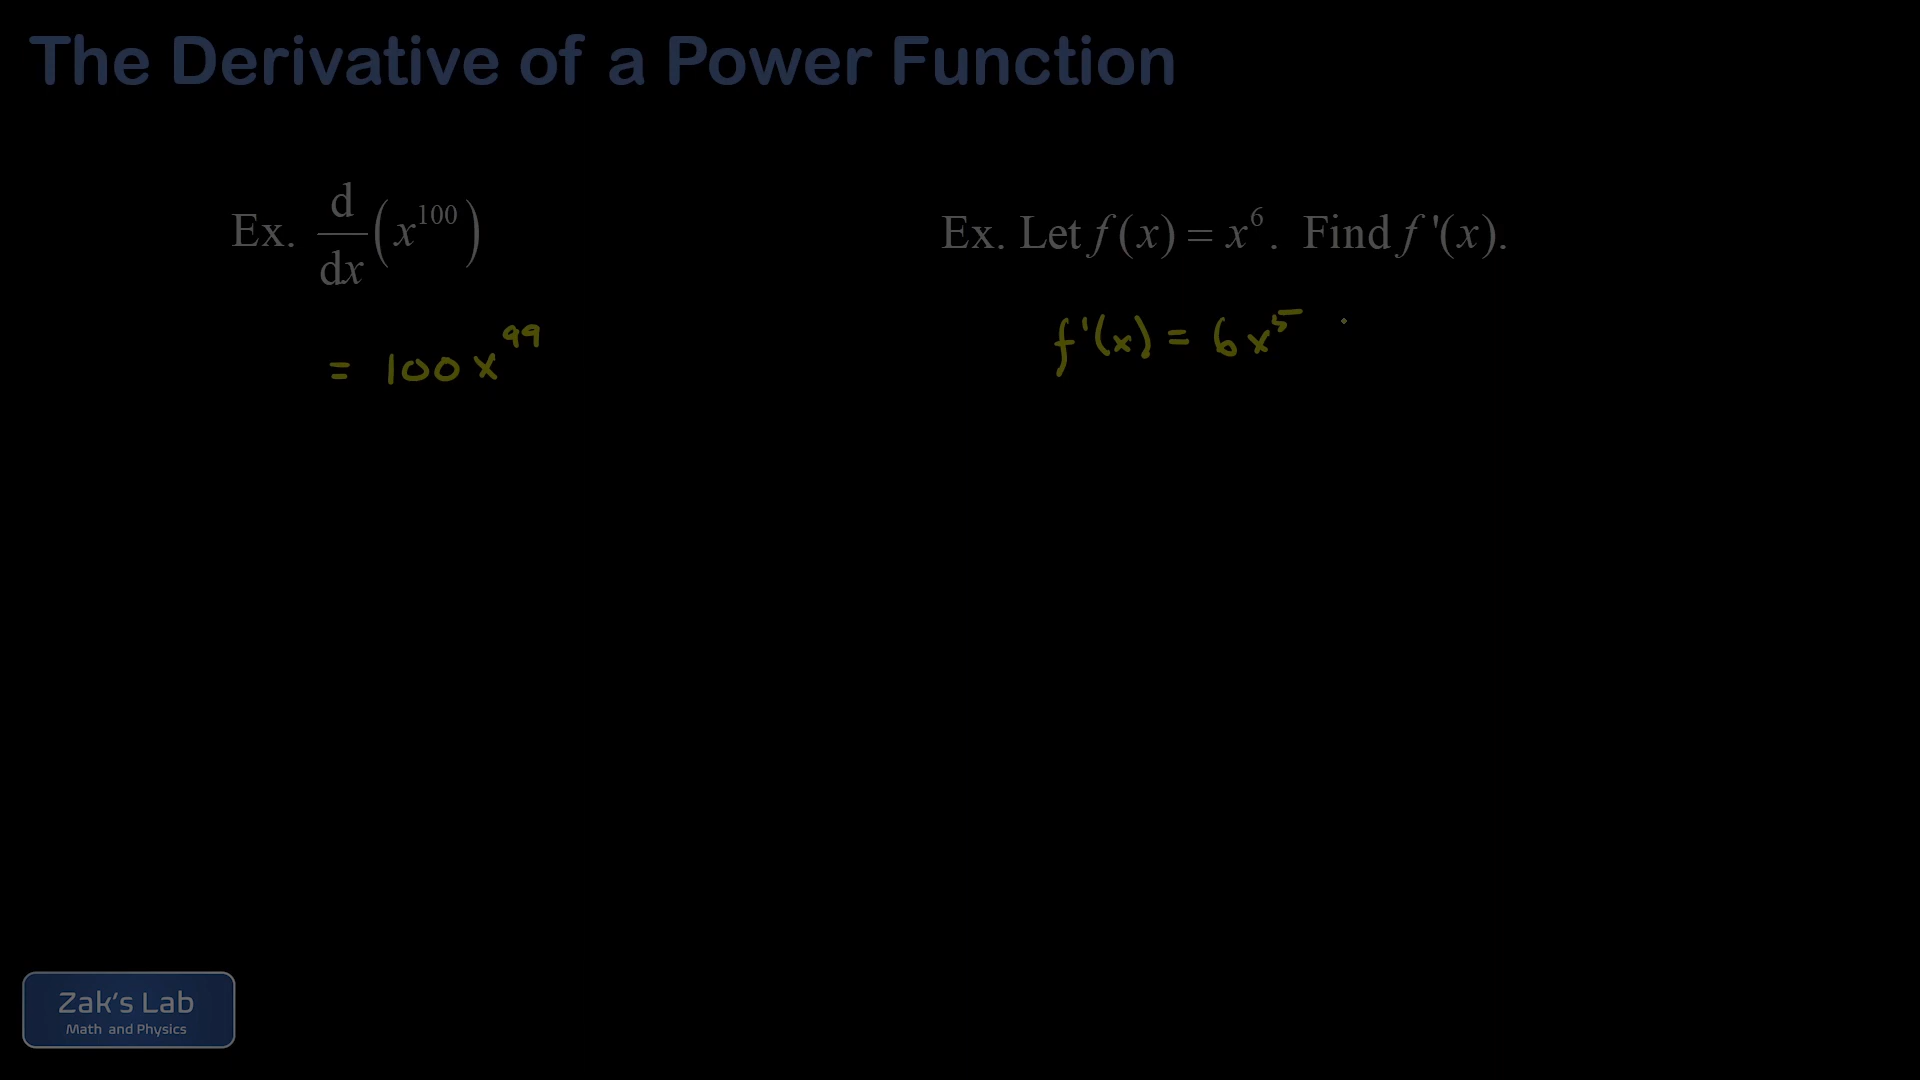 The Derivative of a Power Function
Ex. d/dx (x^100)
= 100x^99
Ex. Let f(x) = x^6. Find f'(x).
f'(x) = 6x^5
Zak's Lab
Math and Physics